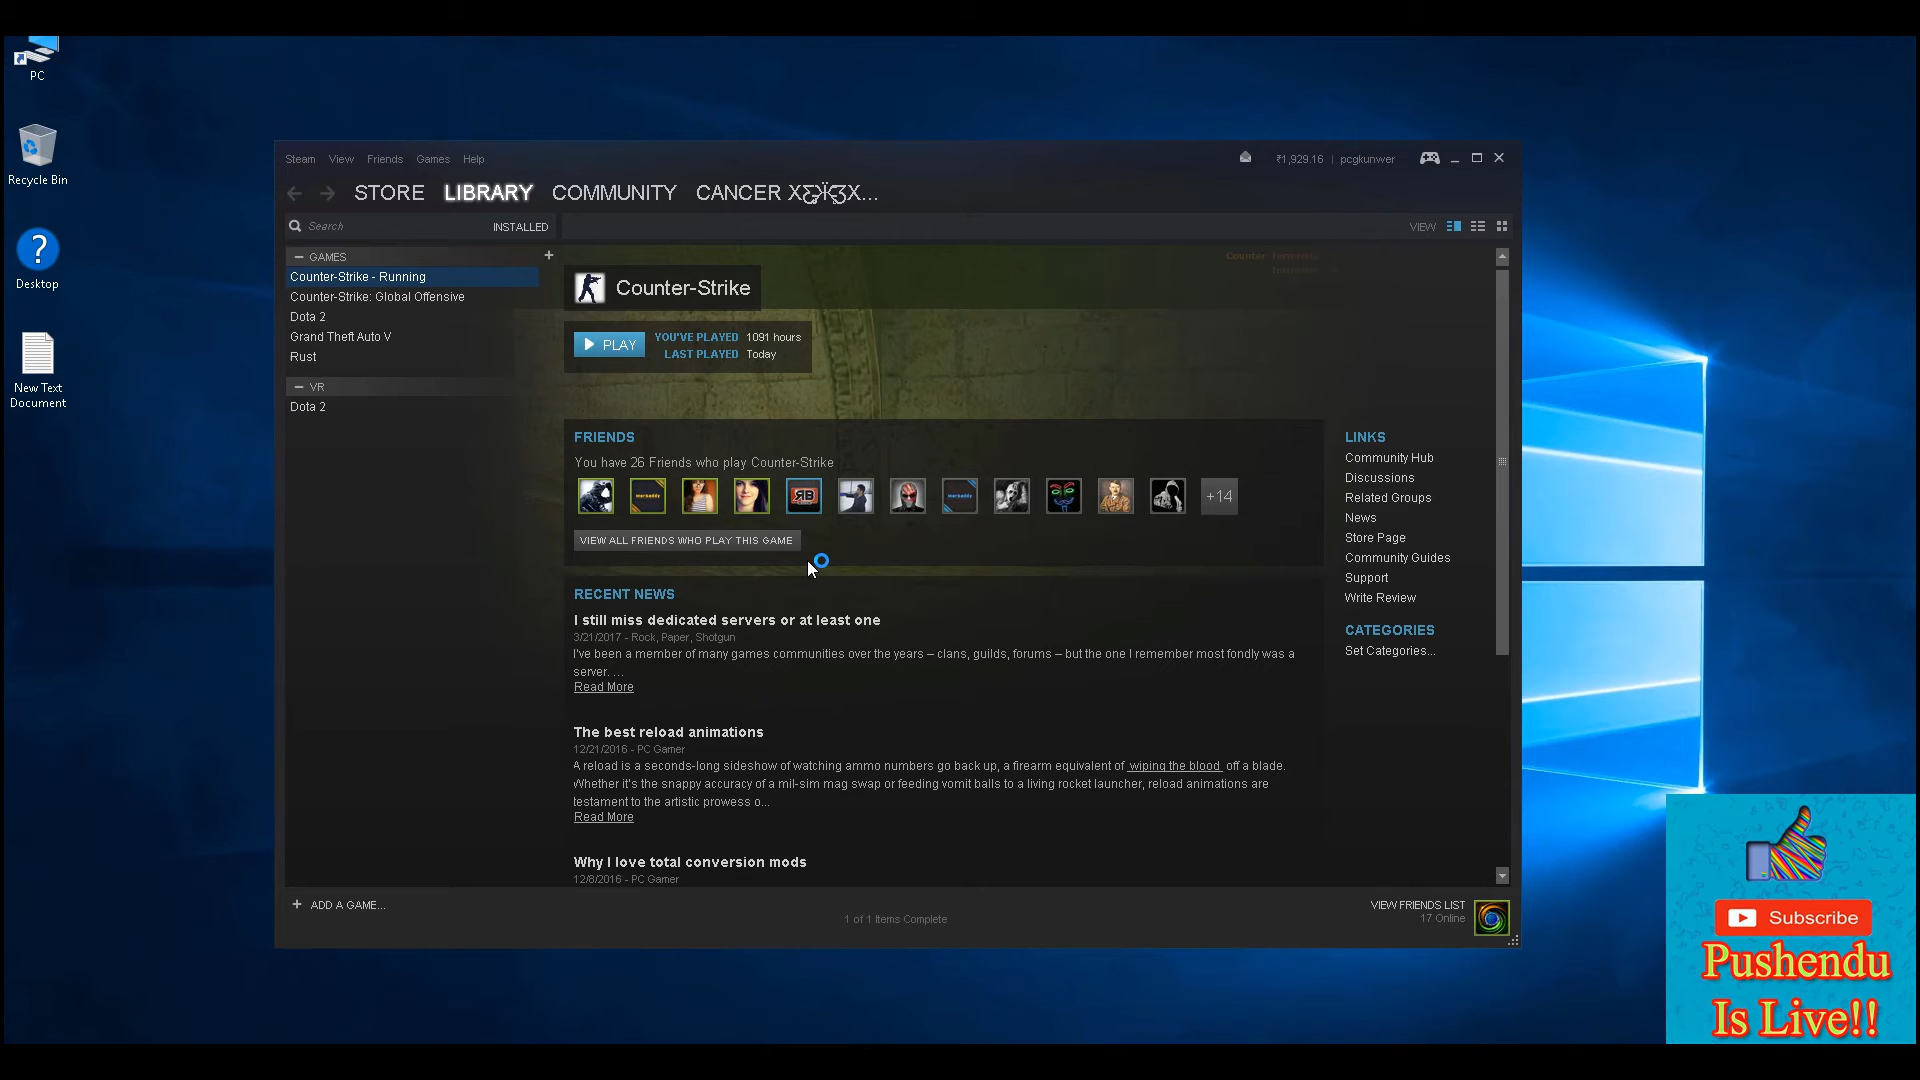 PC
Recycle Bin
Desktop
New Text
Document
Steam View Friends Games Help
₹1,929.16 | pcgkunwer
STORE LIBRARY COMMUNITY
Search INSTALLED
VIEW
– GAMES +
Counter-Strike - Running
Counter-Strike: Global Offensive
Dota 2
Grand Theft Auto V
Rust
– VR
Dota 2
Counter-Strike
PLAY
YOU'VE PLAYED 1091 hours
LAST PLAYED Today
FRIENDS
You have 26 Friends who play Counter-Strike
+14
VIEW ALL FRIENDS WHO PLAY THIS GAME
RECENT NEWS
I still miss dedicated servers or at least one
3/21/2017 - Rock, Paper, Shotgun
I've been a member of many games communities over the years – clans, guilds, forums – but the one I remember most fondly was a
server. ...
Read More
The best reload animations
12/21/2016 - PC Gamer
A reload is a seconds-long sideshow of watching ammo numbers go back up, a firearm equivalent of wiping the blood off a blade.
Whether it's the snappy accuracy of a mil-sim mag swap or feeding vomit balls to a living rocket launcher, reload animations are
testament to the artistic prowess o...
Read More
Why I love total conversion mods
12/8/2016 - PC Gamer
LINKS
Community Hub
Discussions
Related Groups
News
Store Page
Community Guides
Support
Write Review
CATEGORIES
Set Categories...
+ ADD A GAME...
1 of 1 Items Complete
VIEW FRIENDS LIST
17 Online
Subscribe
Pushendu
Is Live!!